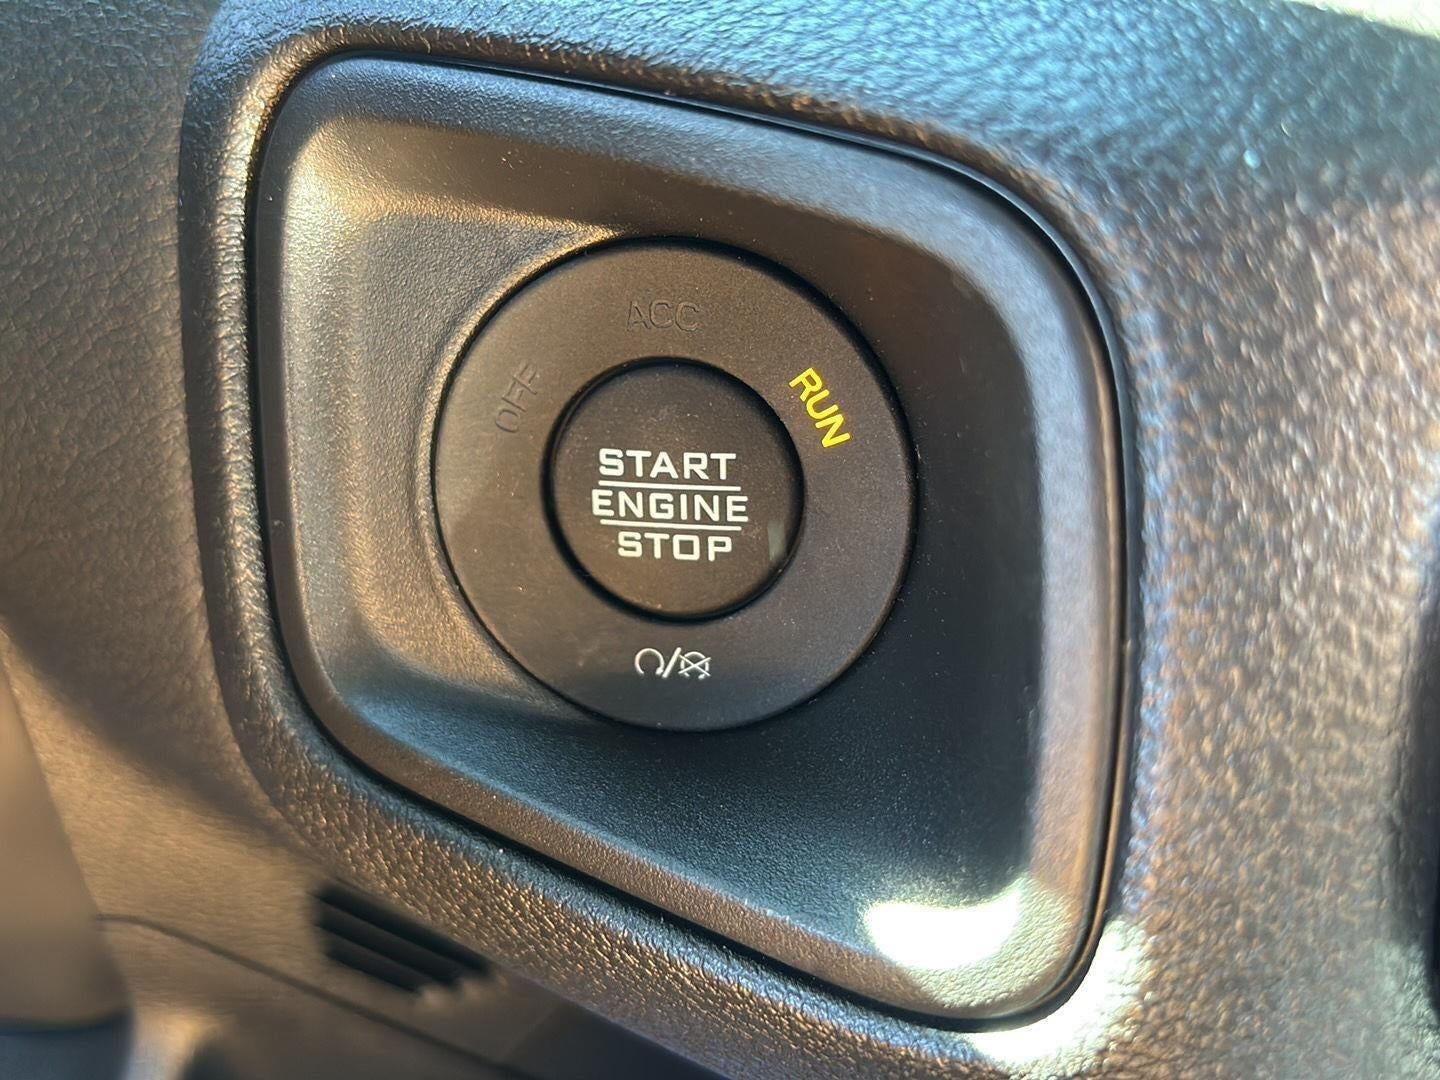 ACC
OFF
RUN
START
ENGINE
STOP